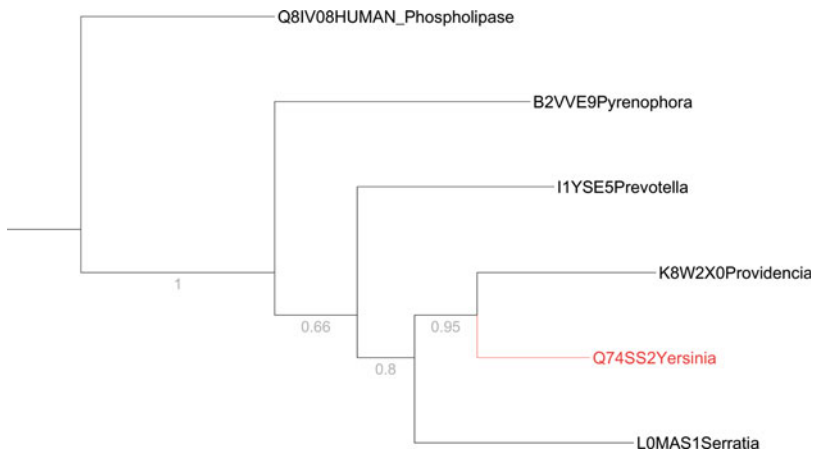 Q8IV08HUMAN_Phospholipase
B2VVE9Pyrenophora
I1YSE5Prevotella
K8W2X0Providencia
1
0.66
0.95
Q74SS2Yersinia
0.8
L0MAS1Serratia